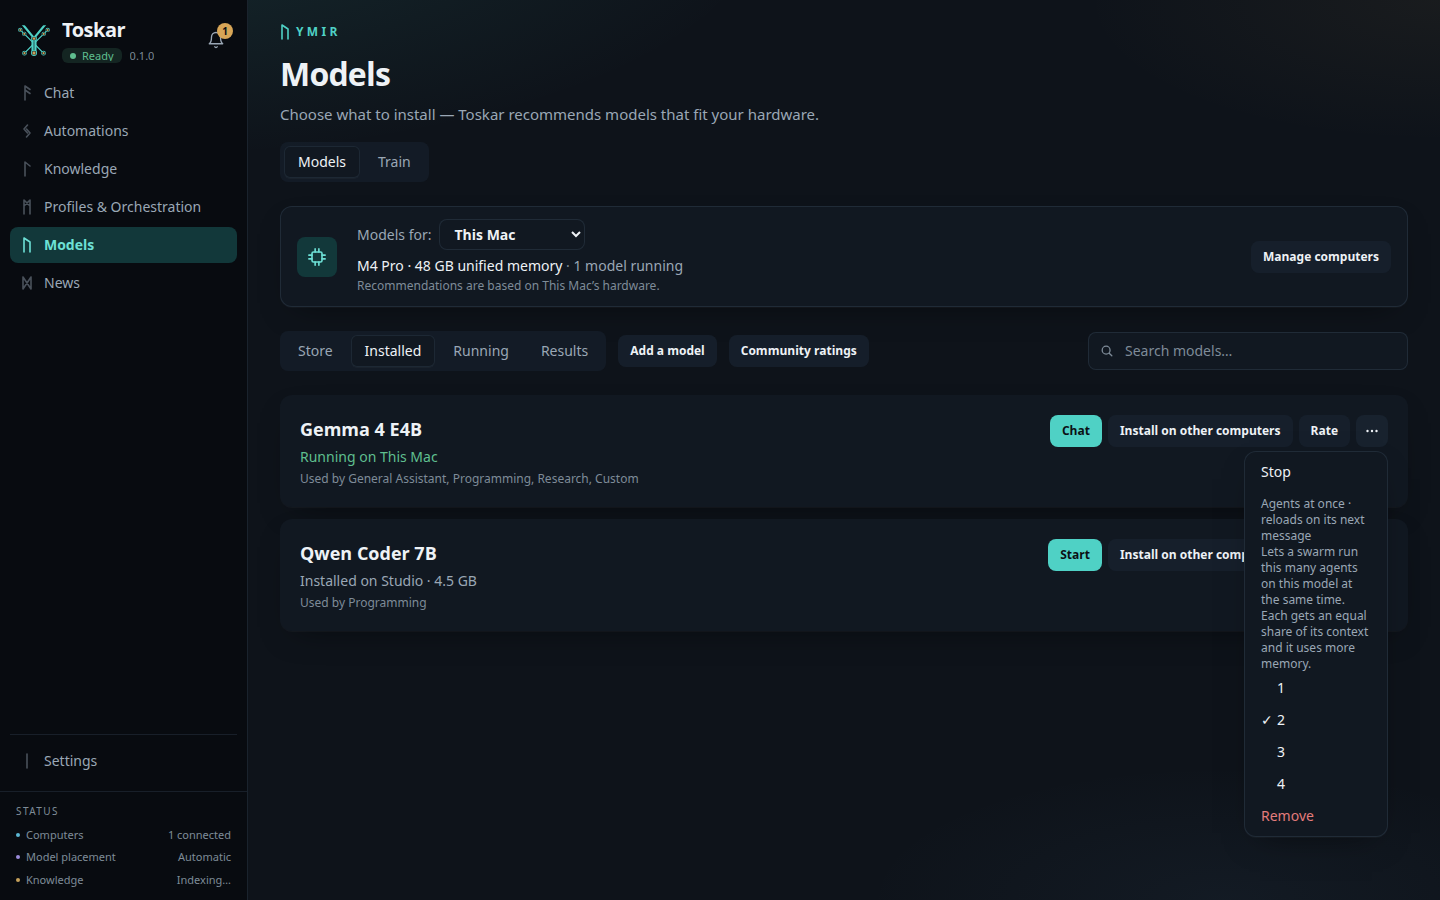 Toskar
1
Ready
0.1.0
Chat
Automations
Knowledge
Profiles & Orchestration
Models
News
Settings
STATUS
Computers 1 connected
Model placement Automatic
Knowledge Indexing...
YMIR
Models
Choose what to install — Toskar recommends models that fit your hardware.
Models Train
Models for: This Mac
M4 Pro · 48 GB unified memory · 1 model running
Recommendations are based on This Mac's hardware.
Manage computers
Store Installed Running Results Add a model Community ratings Search models...
Gemma 4 E4B
Running on This Mac
Used by General Assistant, Programming, Research, Custom
Chat Install on other computers Rate ...
Qwen Coder 7B
Installed on Studio · 4.5 GB
Used by Programming
Start Install on other comp
Stop
Agents at once ·
reloads on its next
message
Lets a swarm run
this many agents
on this model at
the same time.
Each gets an equal
share of its context
and it uses more
memory.
1
✓ 2
3
4
Remove